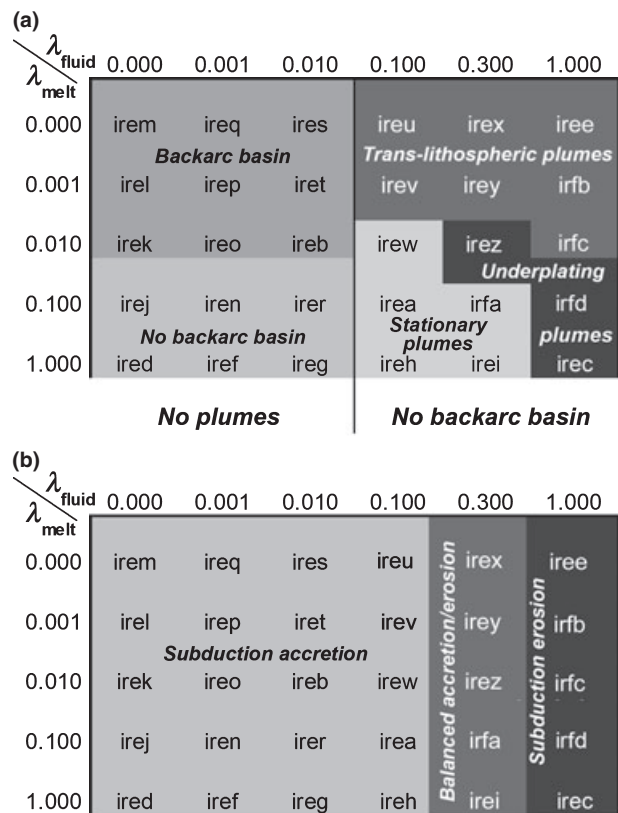 (a)
λfluid 0.000 0.001 0.010 0.100 0.300 1.000
λmelt
0.000 irem ireq ires ireu irex iree
Backarc basin Trans-lithospheric plumes
0.001 irel irep iret irev irey irfb
0.010 irek ireo ireb irew irez irfc
Underplating
0.100 irej iren irer irea irfa irfd
No backarc basin Stationary plumes
plumes
1.000 ired iref ireg ireh irei irec
No plumes No backarc basin
(b)
λfluid 0.000 0.001 0.010 0.100 0.300 1.000
λmelt
0.000 irem ireq ires ireu irex iree
0.001 irel irep iret irev irey irfb
Subduction accretion
0.010 irek ireo ireb irew irez irfc
0.100 irej iren irer irea irfa irfd
1.000 ired iref ireg ireh irei irec
Balanced accretion/erosion
Subduction erosion